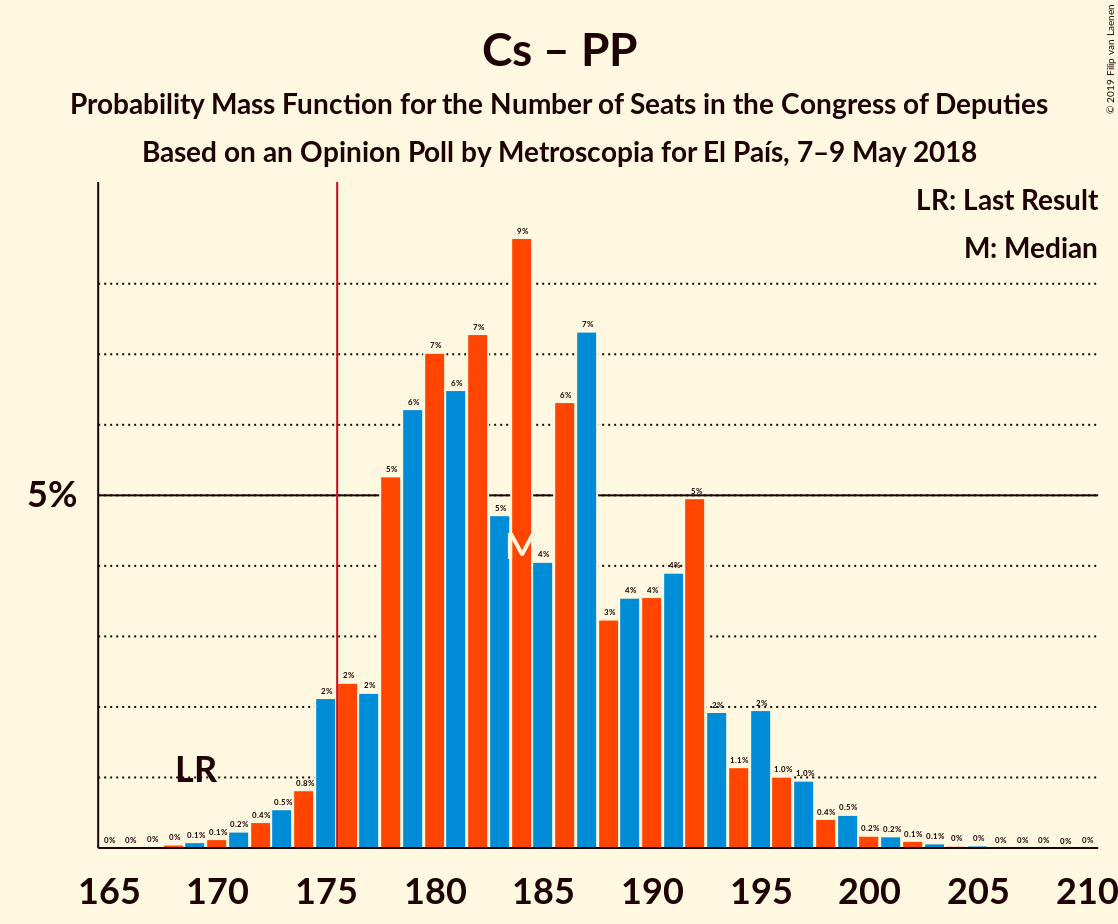 Cs – PP
Probability Mass Function for the Number of Seats in the Congress of Deputies
Based on an Opinion Poll by Metroscopia for El País, 7–9 May 2018
© 2019 Filip van Laenen
LR: Last Result
M: Median
5%
LR
M
0% 0% 0% 0% 0.1% 0.1% 0.2% 0.4% 0.5% 0.8% 2% 2% 2% 5% 6% 7% 6% 7% 5% 9% 4% 6% 7% 3% 4% 4% 4% 5% 2% 1.1% 2% 1.0% 1.0% 0.4% 0.5% 0.2% 0.2% 0.1% 0.1% 0% 0% 0% 0% 0% 0% 0%
165 170 175 180 185 190 195 200 205 210